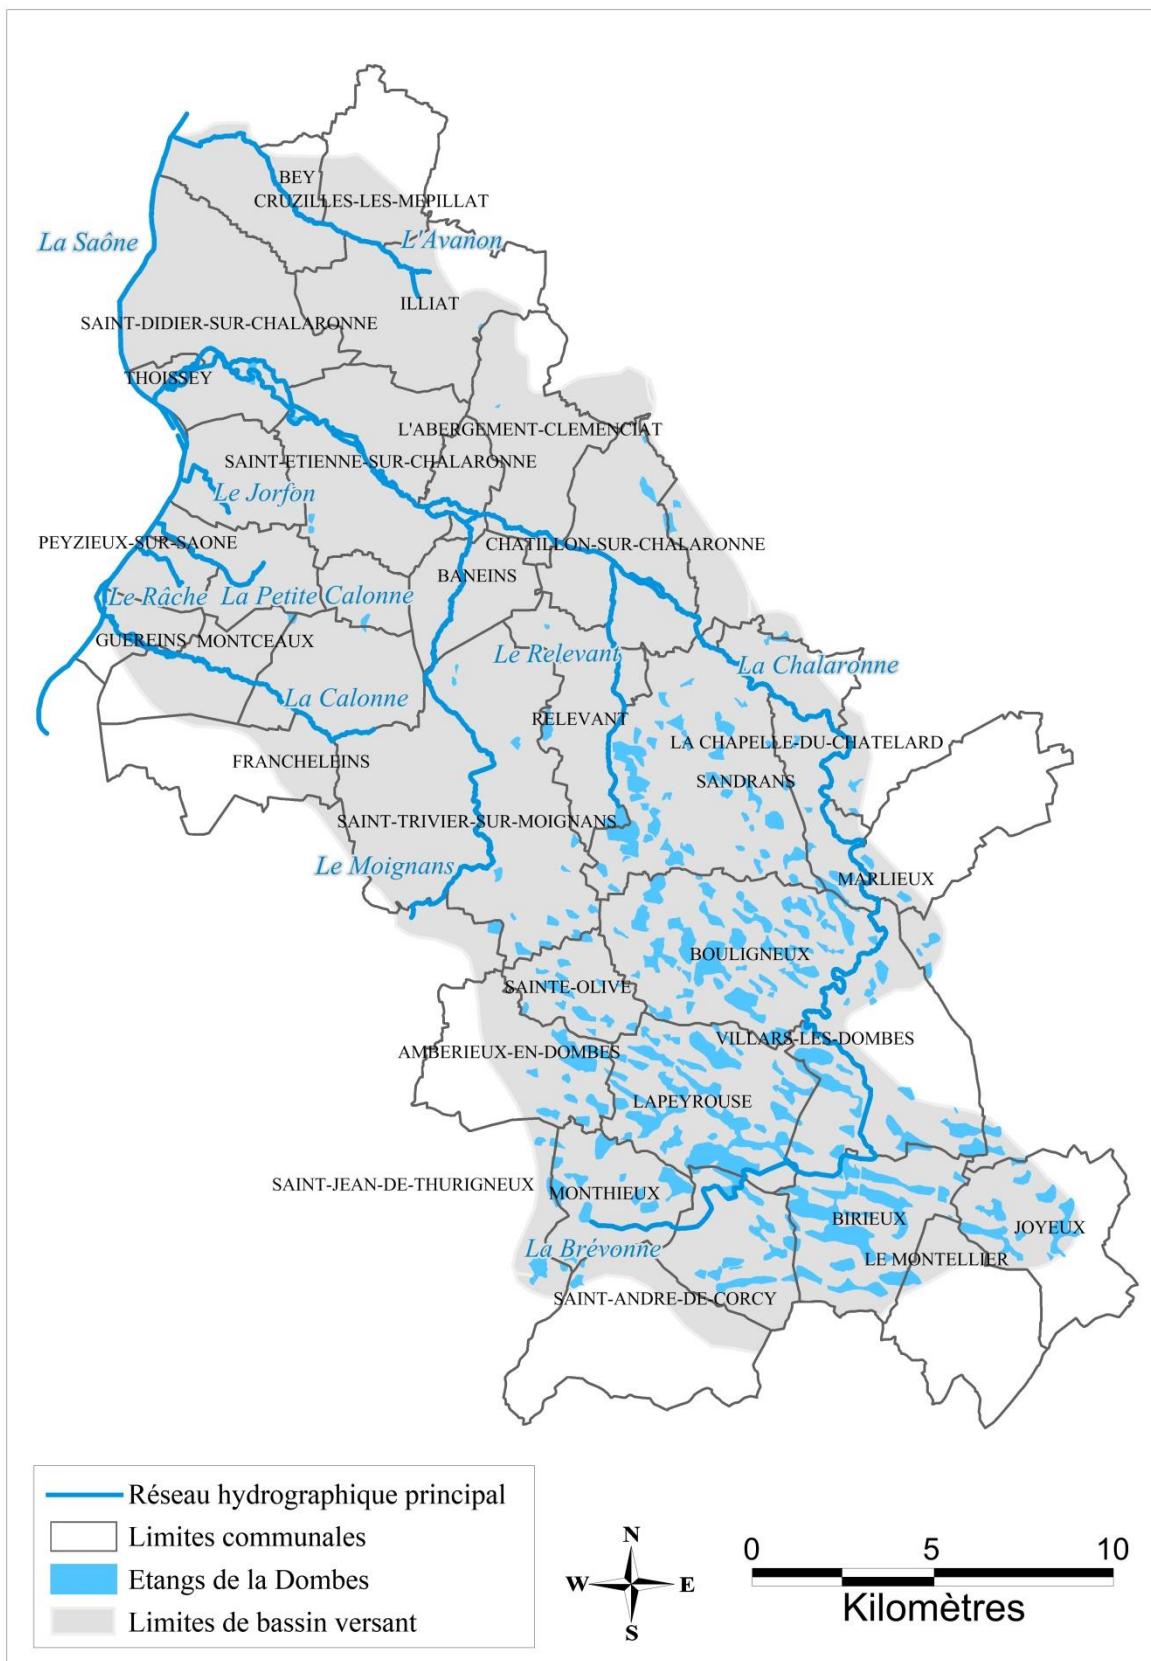 BEY
CRUZILLES-LES-MEPILLAT
La Saône
L'Avanon
ILLIAT
SAINT-DIDIER-SUR-CHALARONNE
THOISSEY
L'ABERGEMENT-CLEMENCIAT
SAINT-ETIENNE-SUR-CHALARONNE
Le Jorfon
PEYZIEUX-SUR-SAONE
CHATILLON-SUR-CHALARONNE
BANEINS
Le Râche
La Petite Calonne
GUEREINS
MONTCEAUX
Le Relevant
La Chalaronne
La Calonne
RELEVANT
LA CHAPELLE-DU-CHATELARD
FRANCHELEINS
SANDRANS
SAINT-TRIVIER-SUR-MOIGNANS
Le Moignans
MARLIEUX
BOULIGNEUX
SAINTE-OLIVE
VILLARS-LES-DOMBES
AMBERIEUX-EN-DOMBES
LAPEYROUSE
SAINT-JEAN-DE-THURIGNEUX
MONTHIEUX
BIRIEUX
JOYEUX
La Brévonne
LE MONTELLIER
SAINT-ANDRE-DE-CORCY
Réseau hydrographique principal
Limites communales
Etangs de la Dombes
Limites de bassin versant
N
W
E
S
0 5 10
Kilomètres